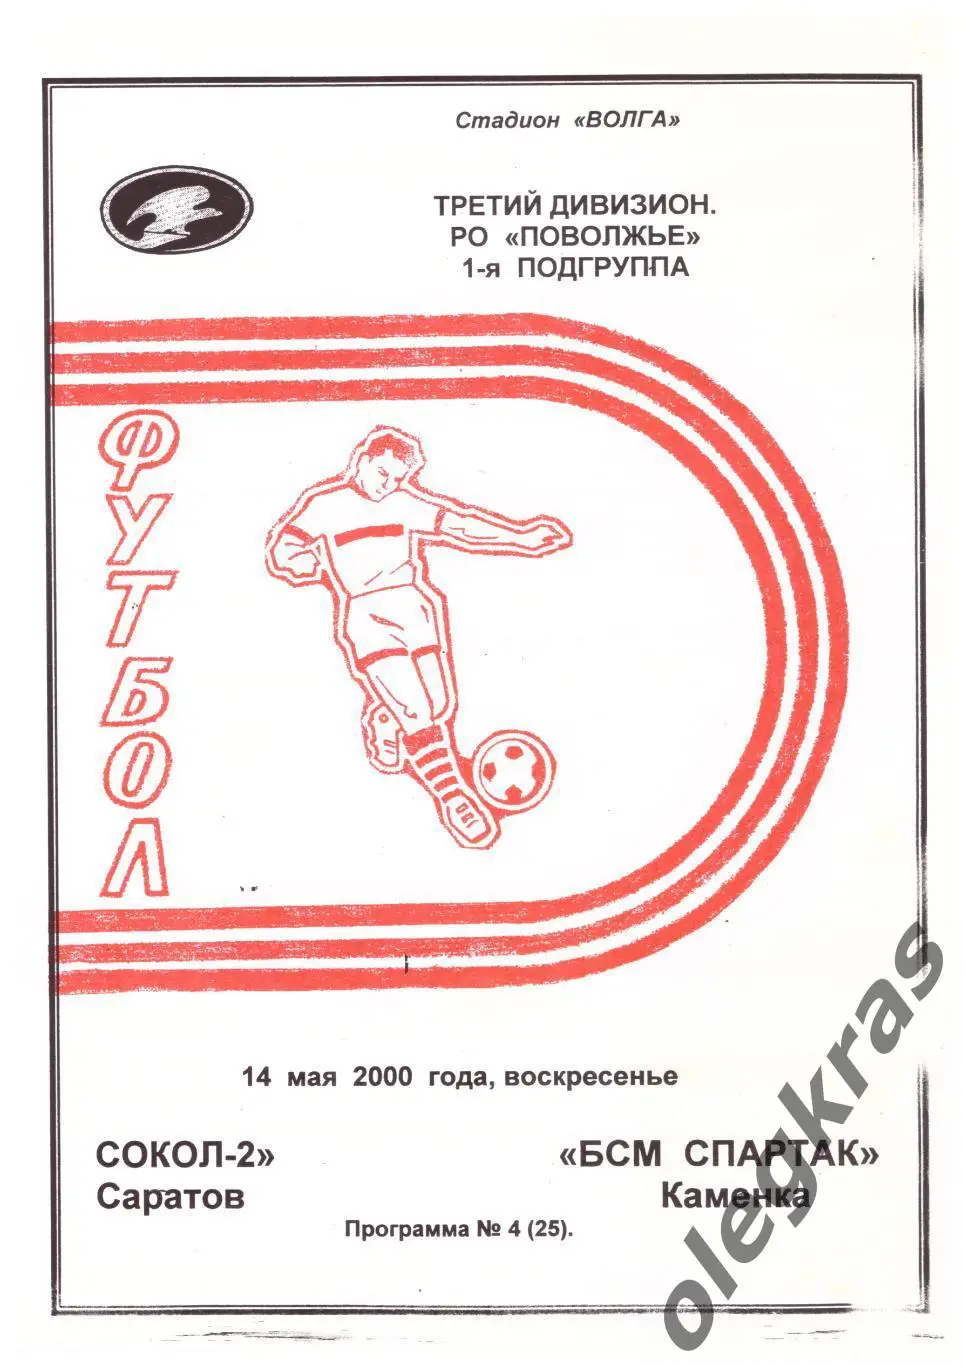 Стадион «ВОЛГА»
ТРЕТИЙ ДИВИЗИОН.
РО «ПОВОЛЖЬЕ»
1-я ПОДГРУППА
ФУТБОЛ
14 мая 2000 года, воскресенье
СОКОЛ-2»
Саратов
«БСМ СПАРТАК»
Каменка
Программа № 4 (25).
olegkras